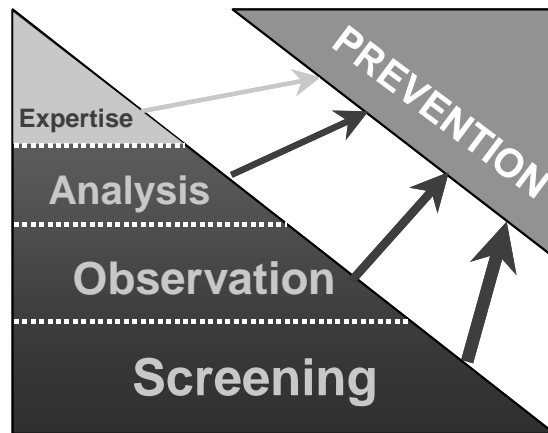 PREVENTION
Expertise
Analysis
Observation
Screening